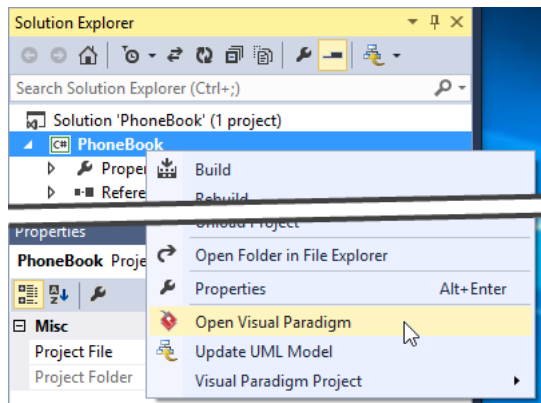 Solution Explorer
Search Solution Explorer (Ctrl+;)
Solution 'PhoneBook' (1 project)
C# PhoneBook
Proper
Refere
Build
Rebuild
Unload Project
Properties
PhoneBook Proje
Open Folder in File Explorer
Properties Alt+Enter
Misc
Open Visual Paradigm
Project File
Update UML Model
Project Folder
Visual Paradigm Project